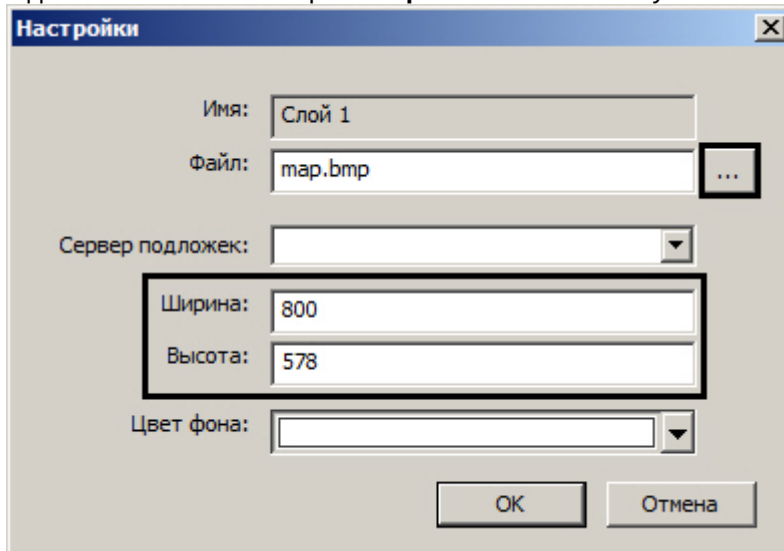 Настройки
Имя: Слой 1
Файл: map.bmp ...
Сервер подложек:
Ширина: 800
Высота: 578
Цвет фона:
OK Отмена